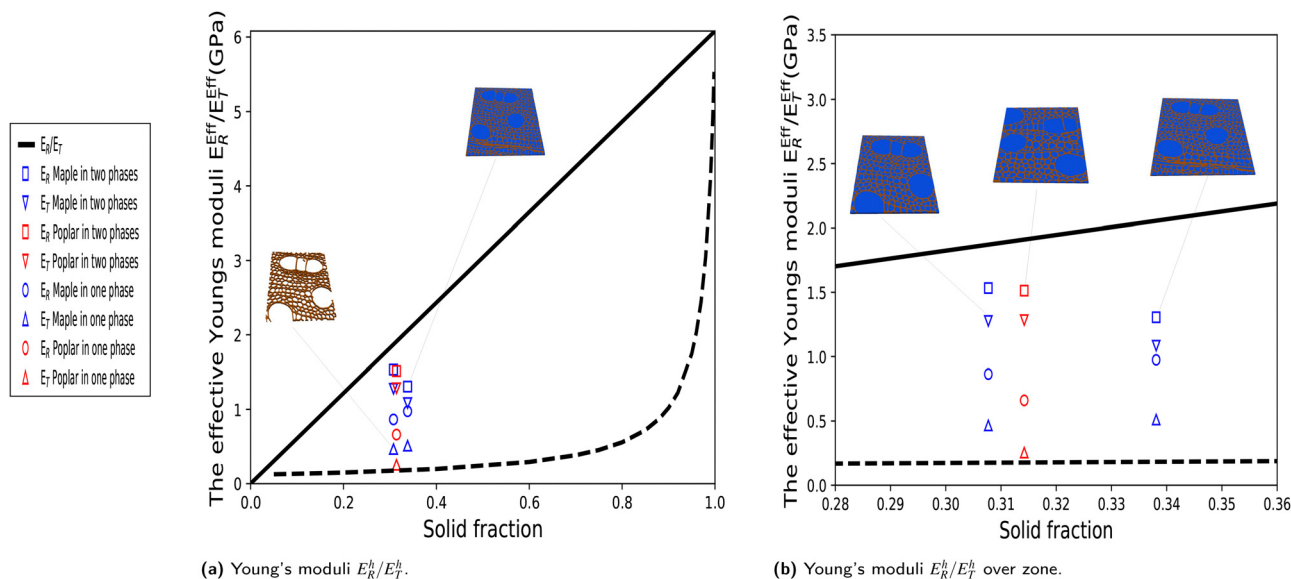 E_R/E_T
E_R Maple in two phases
E_T Maple in two phases
E_R Poplar in two phases
E_T Poplar in two phases
E_R Maple in one phase
E_T Maple in one phase
E_R Poplar in one phase
E_T Poplar in one phase
The effective Youngs moduli E_R^Eff/E_T^Eff(GPa)
6
5
4
3
2
1
0
0.0 0.2 0.4 0.6 0.8 1.0
Solid fraction
(a) Young's moduli E_R^h/E_T^h.
The effective Youngs moduli E_R^Eff/E_T^Eff(GPa)
3.5
3.0
2.5
2.0
1.5
1.0
0.5
0.0
0.28 0.29 0.30 0.31 0.32 0.33 0.34 0.35 0.36
Solid fraction
(b) Young's moduli E_R^h/E_T^h over zone.